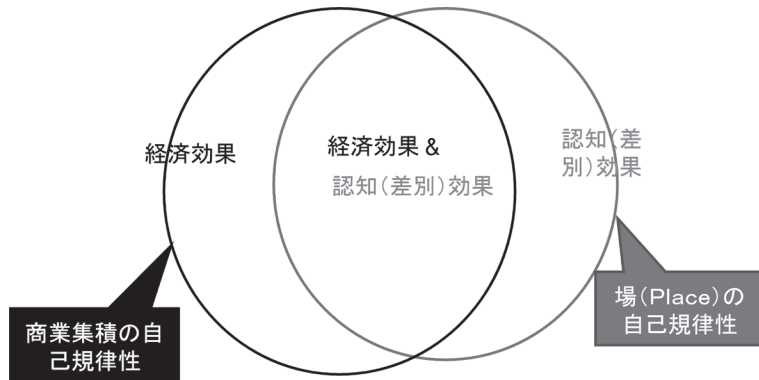 経済効果
経済効果 &
認知（差別）効果
認知（差
別）効果
商業集積の自
己規律性
場（Place）の
自己規律性